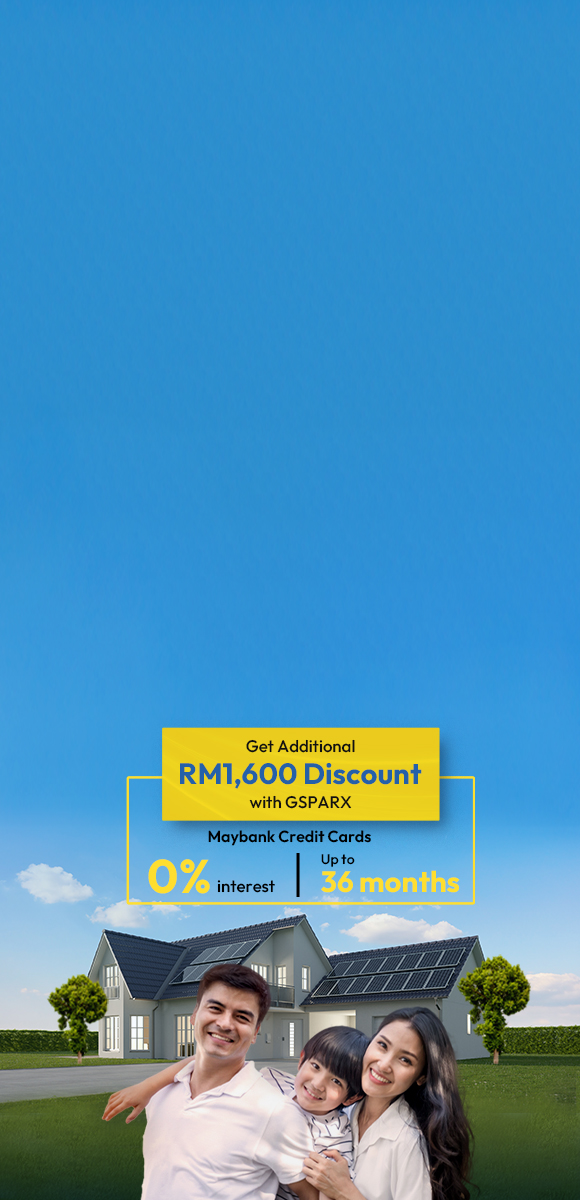 Get Additional
RM1,600 Discount
with GSPARX
Maybank Credit Cards
0% interest
Up to
36 months